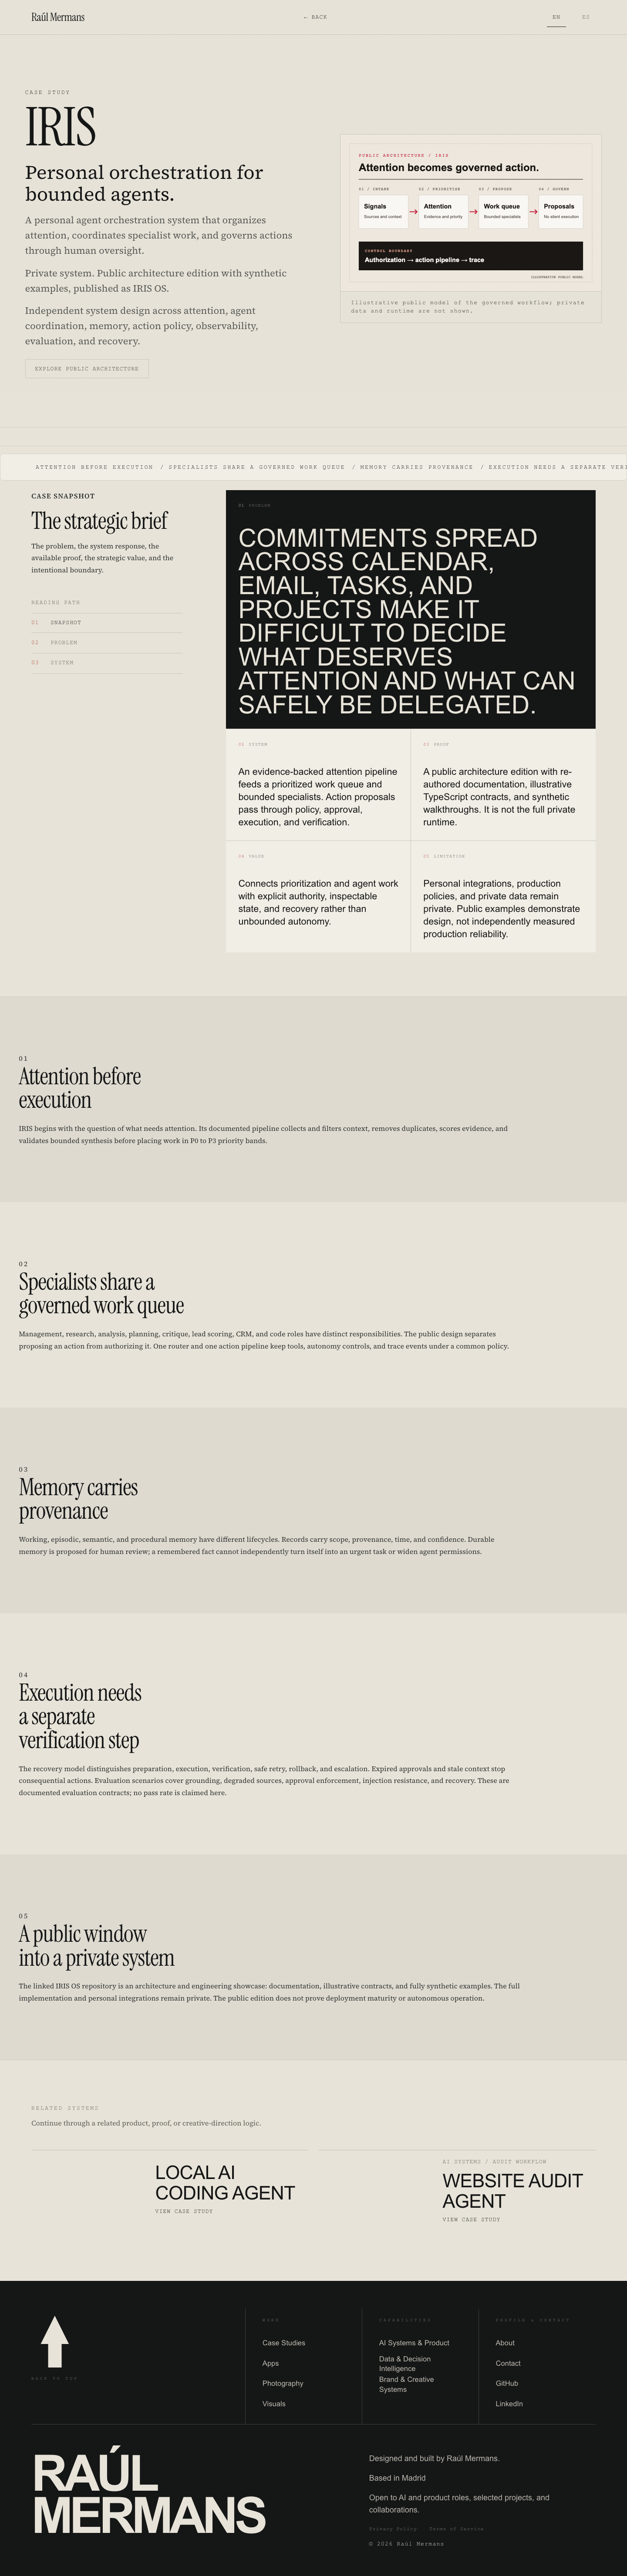 Raúl Mermans
← BACK
EN
ES
CASE STUDY
IRIS
Personal orchestration for
bounded agents.
A personal agent orchestration system that organizes
attention, coordinates specialist work, and governs actions
through human oversight.
Private system. Public architecture edition with synthetic
examples, published as IRIS OS.
Independent system design across attention, agent
coordination, memory, action policy, observability,
evaluation, and recovery.
EXPLORE PUBLIC ARCHITECTURE
PUBLIC ARCHITECTURE / IRIS
Attention becomes governed action.
01 / INTAKE
02 / PRIORITIZE
03 / PROPOSE
04 / GOVERN
Signals
Sources and context
Attention
Evidence and priority
Work queue
Bounded specialists
Proposals
No silent execution
CONTROL BOUNDARY
Authorization → action pipeline → trace
ILLUSTRATIVE PUBLIC MODEL
Illustrative public model of the governed workflow; private
data and runtime are not shown.
ATTENTION BEFORE EXECUTION / SPECIALISTS SHARE A GOVERNED WORK QUEUE / MEMORY CARRIES PROVENANCE / EXECUTION NEEDS A SEPARATE
CASE SNAPSHOT
The strategic brief
The problem, the system response, the
available proof, the strategic value, and the
intentional boundary.
READING PATH
01 SNAPSHOT
02 PROBLEM
03 SYSTEM
01 PROBLEM
COMMITMENTS SPREAD
ACROSS CALENDAR,
EMAIL, TASKS, AND
PROJECTS MAKE IT
DIFFICULT TO DECIDE
WHAT DESERVES
ATTENTION AND WHAT CAN
SAFELY BE DELEGATED.
02 SYSTEM
An evidence-backed attention pipeline
feeds a prioritized work queue and
bounded specialists. Action proposals
pass through policy, approval,
execution, and verification.
03 PROOF
A public architecture edition with re-
authored documentation, illustrative
TypeScript contracts, and synthetic
walkthroughs. It is not the full private
runtime.
04 VALUE
Connects prioritization and agent work
with explicit authority, inspectable
state, and recovery rather than
unbounded autonomy.
05 LIMITATION
Personal integrations, production
policies, and private data remain
private. Public examples demonstrate
design, not independently measured
production reliability.
01
Attention before
execution
IRIS begins with the question of what needs attention. Its documented pipeline collects and filters context, removes duplicates, scores evidence, and
validates bounded synthesis before placing work in P0 to P3 priority bands.
02
Specialists share a
governed work queue
Management, research, analysis, planning, critique, lead scoring, CRM, and code roles have distinct responsibilities. The public design separates
proposing an action from authorizing it. One router and one action pipeline keep tools, autonomy controls, and trace events under a common policy.
03
Memory carries
provenance
Working, episodic, semantic, and procedural memory have different lifecycles. Records carry scope, provenance, time, and confidence. Durable
memory is proposed for human review; a remembered fact cannot independently turn itself into an urgent task or widen agent permissions.
04
Execution needs
a separate
verification step
The recovery model distinguishes preparation, execution, verification, safe retry, rollback, and escalation. Expired approvals and stale context stop
consequential actions. Evaluation scenarios cover grounding, degraded sources, approval enforcement, injection resistance, and recovery. These are
documented evaluation contracts; no pass rate is claimed here.
05
A public window
into a private system
The linked IRIS OS repository is an architecture and engineering showcase: documentation, illustrative contracts, and fully synthetic examples. The full
implementation and personal integrations remain private. The public edition does not prove deployment maturity or autonomous operation.
RELATED SYSTEMS
Continue through a related product, proof, or creative-direction logic.
LOCAL AI
CODING AGENT
VIEW CASE STUDY
AI SYSTEMS / AUDIT WORKFLOW
WEBSITE AUDIT
AGENT
VIEW CASE STUDY
BACK TO TOP
WORK
Case Studies
Apps
Photography
Visuals
CAPABILITIES
AI Systems & Product
Data & Decision
Intelligence
Brand & Creative
Systems
PROFILE & CONTACT
About
Contact
GitHub
LinkedIn
RAÚL
MERMANS
Designed and built by Raúl Mermans.
Based in Madrid
Open to AI and product roles, selected projects, and
collaborations.
Privacy Policy
Terms of Service
© 2026 Raúl Mermans